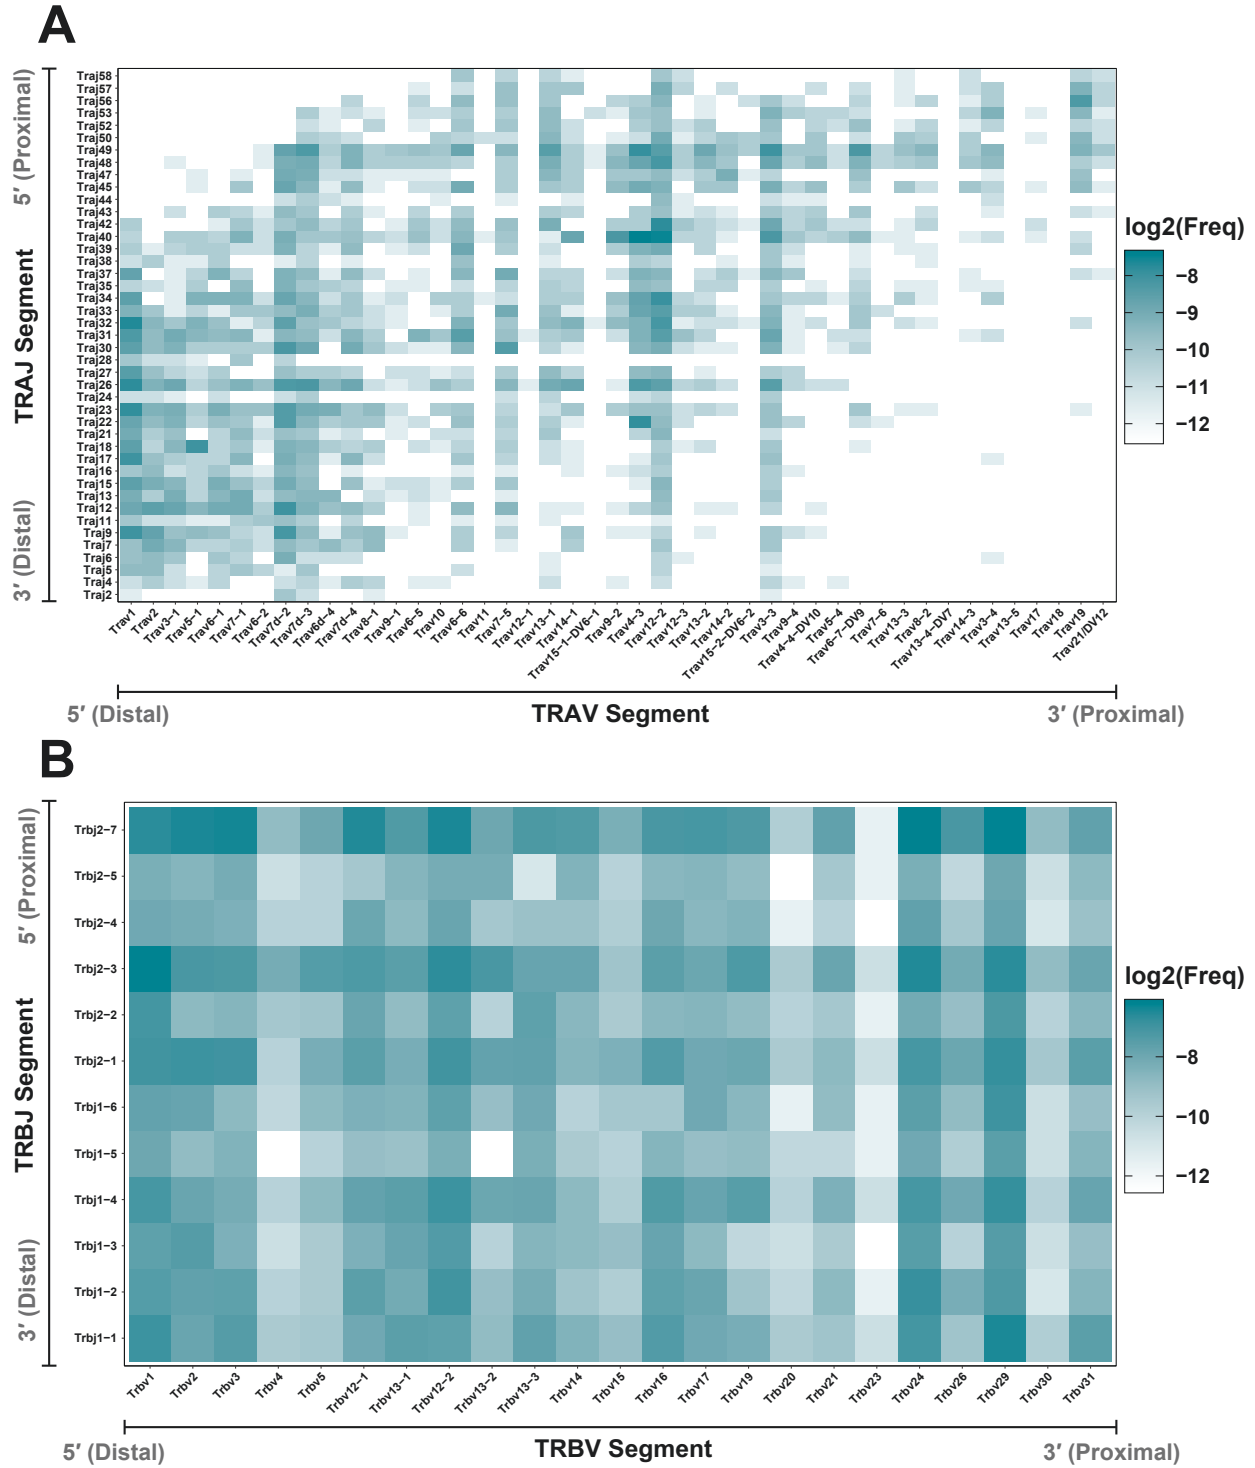 A
5′ (Proximal)
TRAJ Segment
3′ (Distal)
Traj58
Traj57
Traj56
Traj53
Traj52
Traj50
Traj49
Traj48
Traj47
Traj45
Traj44
Traj43
Traj42
Traj40
Traj39
Traj38
Traj37
Traj35
Traj34
Traj33
Traj32
Traj31
Traj30
Traj28
Traj27
Traj26
Traj24
Traj23
Traj22
Traj21
Traj18
Traj17
Traj16
Traj15
Traj13
Traj12
Traj11
Traj9
Traj7
Traj6
Traj5
Traj4
Traj2
Trav1
Trav2
Trav3−1
Trav5−1
Trav6−1
Trav7−1
Trav6−2
Trav7d−2
Trav7d−3
Trav6d−4
Trav7d−4
Trav8−1
Trav9−1
Trav6−5
Trav10
Trav6−6
Trav11
Trav7−5
Trav12−1
Trav13−1
Trav14−1
Trav15−1−DV6−1
Trav9−2
Trav4−3
Trav12−2
Trav12−3
Trav13−2
Trav14−2
Trav15−2−DV6−2
Trav3−3
Trav9−4
Trav4−4−DV10
Trav5−4
Trav6−7−DV9
Trav7−6
Trav13−3
Trav8−2
Trav13−4−DV7
Trav14−3
Trav3−4
Trav13−5
Trav17
Trav18
Trav19
Trav21/DV12
5′ (Distal)
TRAV Segment
3′ (Proximal)
log2(Freq)
−8
−9
−10
−11
−12
B
5′ (Proximal)
TRBJ Segment
3′ (Distal)
Trbj2−7
Trbj2−5
Trbj2−4
Trbj2−3
Trbj2−2
Trbj2−1
Trbj1−6
Trbj1−5
Trbj1−4
Trbj1−3
Trbj1−2
Trbj1−1
Trbv1
Trbv2
Trbv3
Trbv4
Trbv5
Trbv12−1
Trbv13−1
Trbv12−2
Trbv13−2
Trbv13−3
Trbv14
Trbv15
Trbv16
Trbv17
Trbv19
Trbv20
Trbv21
Trbv23
Trbv24
Trbv26
Trbv29
Trbv30
Trbv31
5′ (Distal)
TRBV Segment
3′ (Proximal)
log2(Freq)
−8
−10
−12